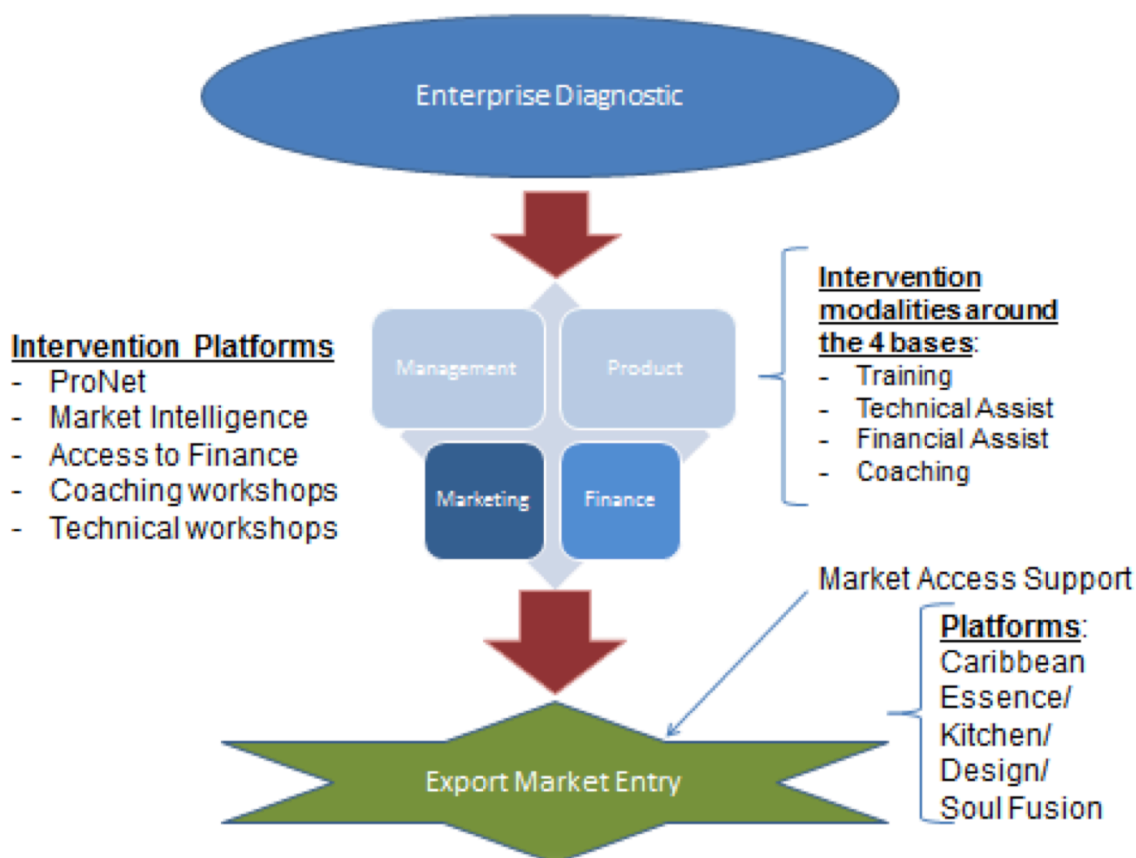 Enterprise Diagnostic
Management
Product
Marketing
Finance
Intervention Platforms
- ProNet
- Market Intelligence
- Access to Finance
- Coaching workshops
- Technical workshops
Intervention
modalities around
the 4 bases:
- Training
- Technical Assist
- Financial Assist
- Coaching
Market Access Support
Platforms:
Caribbean
Essence/
Kitchen/
Design/
Soul Fusion
Export Market Entry